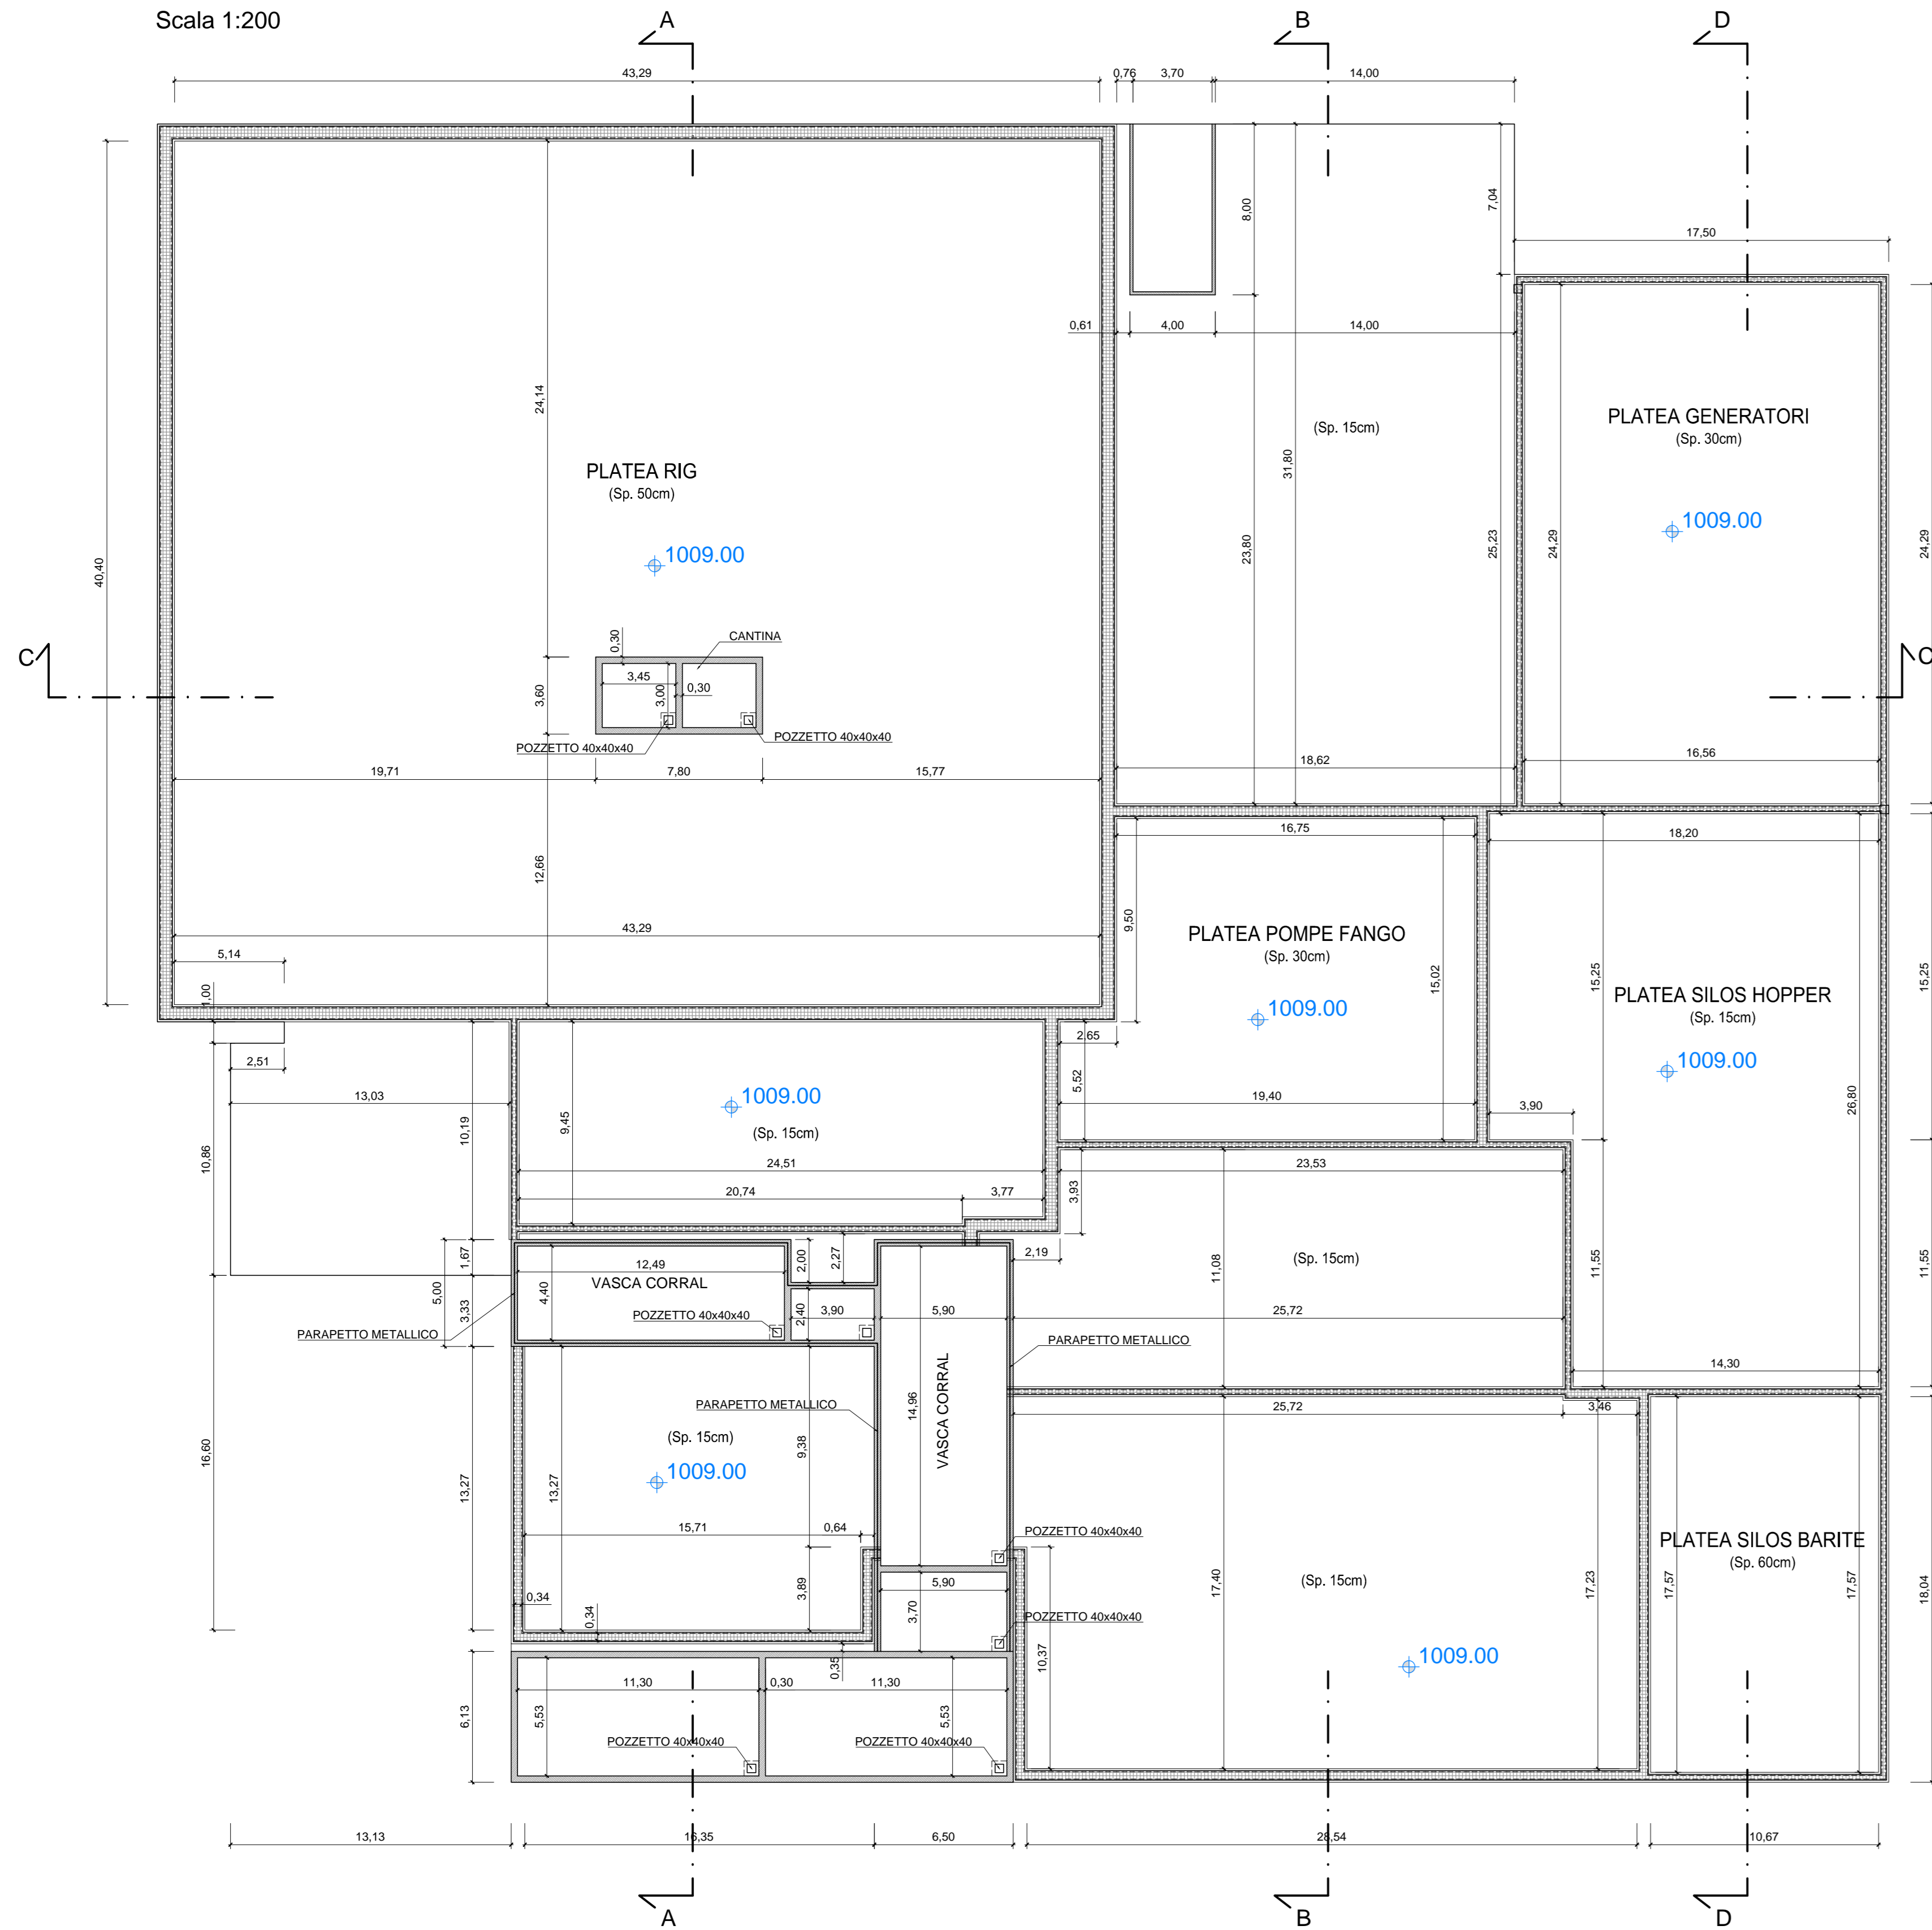 Scala 1:200
A
B
D
43,29
0,76
3,70
14,00
8,00
7,04
17,50
0,61
4,00
14,00
40,40
24,14
31,80
23,80
25,23
24,29
24,29
(Sp. 15cm)
PLATEA GENERATORI
(Sp. 30cm)
1009.00
PLATEA RIG
(Sp. 50cm)
1009.00
C
C
0,30
CANTINA
3,45
3,00
0,30
3,60
POZZETTO 40x40x40
POZZETTO 40x40x40
19,71
7,80
15,77
18,62
16,56
12,66
16,75
18,20
43,29
5,14
1,00
9,50
PLATEA POMPE FANGO
(Sp. 30cm)
1009.00
15,02
15,25
15,25
PLATEA SILOS HOPPER
(Sp. 15cm)
1009.00
2,51
13,03
10,86
10,19
9,45
1009.00
(Sp. 15cm)
24,51
20,74
3,77
2,65
5,52
19,40
3,90
26,80
23,53
3,93
2,19
11,08
(Sp. 15cm)
11,55
11,55
25,72
14,30
5,00
1,67
3,33
4,40
12,49
VASCA CORRAL
2,00
2,27
2,40
3,90
5,90
POZZETTO 40x40x40
PARAPETTO METALLICO
PARAPETTO METALLICO
14,96
VASCA CORRAL
PARAPETTO METALLICO
25,72
3,46
16,60
13,27
13,27
(Sp. 15cm)
1009.00
9,38
15,71
0,64
POZZETTO 40x40x40
5,90
3,70
POZZETTO 40x40x40
0,34
0,34
3,89
0,35
10,37
17,40
(Sp. 15cm)
17,23
1009.00
PLATEA SILOS BARITE
(Sp. 60cm)
17,57
17,57
18,04
6,13
5,53
11,30
0,30
11,30
5,53
POZZETTO 40x40x40
POZZETTO 40x40x40
13,13
16,35
6,50
28,54
10,67
A
B
D